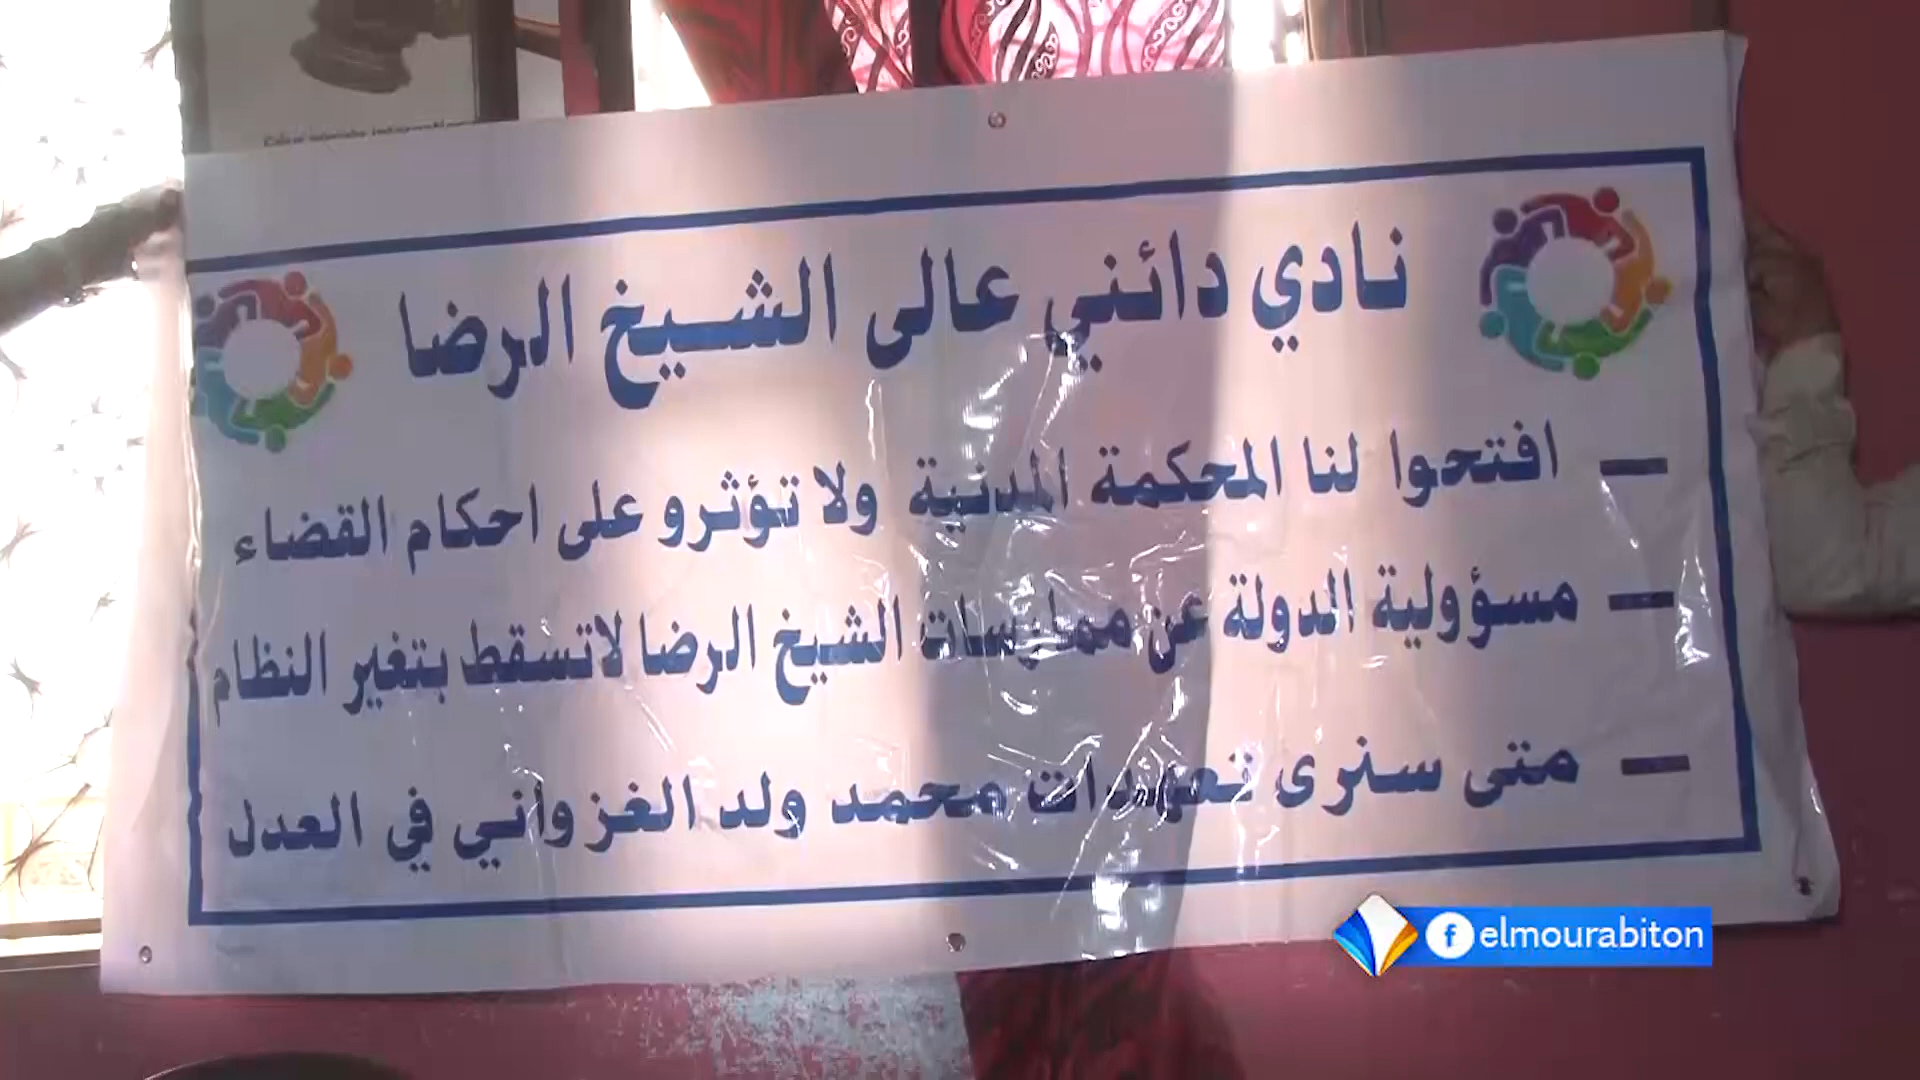 نادي دائني عالى الشيخ الرضا
— افتحوا لنا المحكمة المدنية ولا تؤثرو على احكام القضاء
— مسؤولية الدولة عن ممارسات الشيخ الرضا لاتسقط بتغير النظام
— متى سنرى تعهدات محمد ولد الغزواني في العدل
f elmourabiton